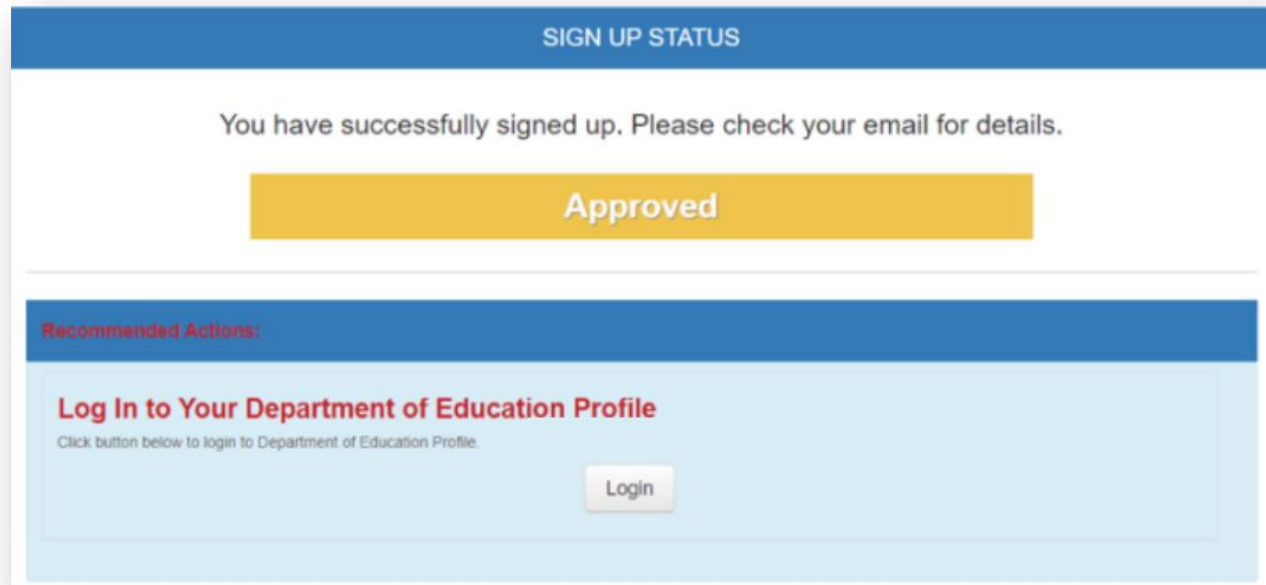 SIGN UP STATUS
You have successfully signed up. Please check your email for details.
Approved
Recommended Actions:
Log In to Your Department of Education Profile
Click button below to login to Department of Education Profile.
Login